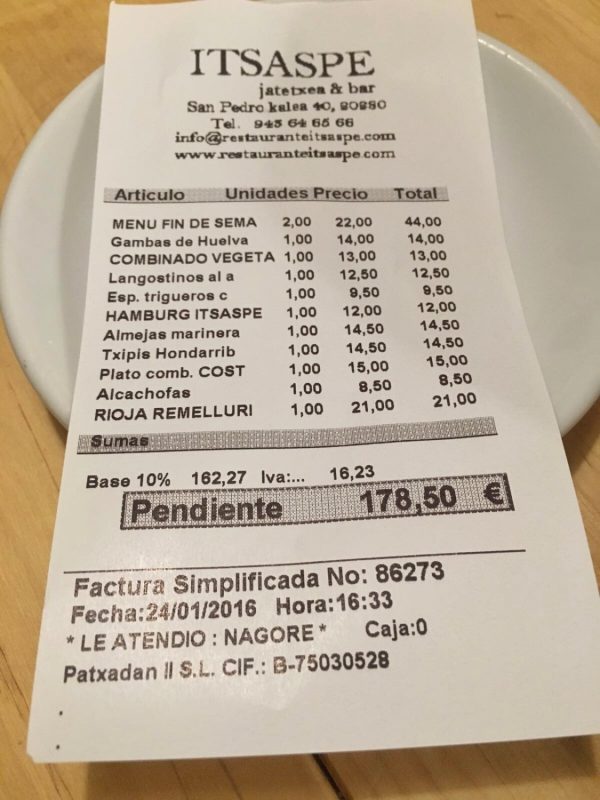 ITSASPE
jatetxea & bar
San Pedro kalea 40, 20280
Tel. 943 64 65 66
info@restauranteitsaspe.com
www.restauranteitsaspe.com
Articulo Unidades Precio Total
MENU FIN DE SEMA 2,00 22,00 44,00
Gambas de Huelva 1,00 14,00 14,00
COMBINADO VEGETA 1,00 13,00 13,00
Langostinos al a 1,00 12,50 12,50
Esp. trigueros c 1,00 9,50 9,50
HAMBURG ITSASPE 1,00 12,00 12,00
Almejas marinera 1,00 14,50 14,50
Txipis Hondarrib 1,00 14,50 14,50
Plato comb. COST 1,00 15,00 15,00
Alcachofas 1,00 8,50 8,50
RIOJA REMELLURI 1,00 21,00 21,00
Sumas
Base 10% 162,27 Iva:... 16,23
Pendiente 178,50 €
Factura Simplificada No: 86273
Fecha:24/01/2016 Hora:16:33
* LE ATENDIO : NAGORE * Caja:0
Patxadan II S.L. CIF.: B-75030528
.
.